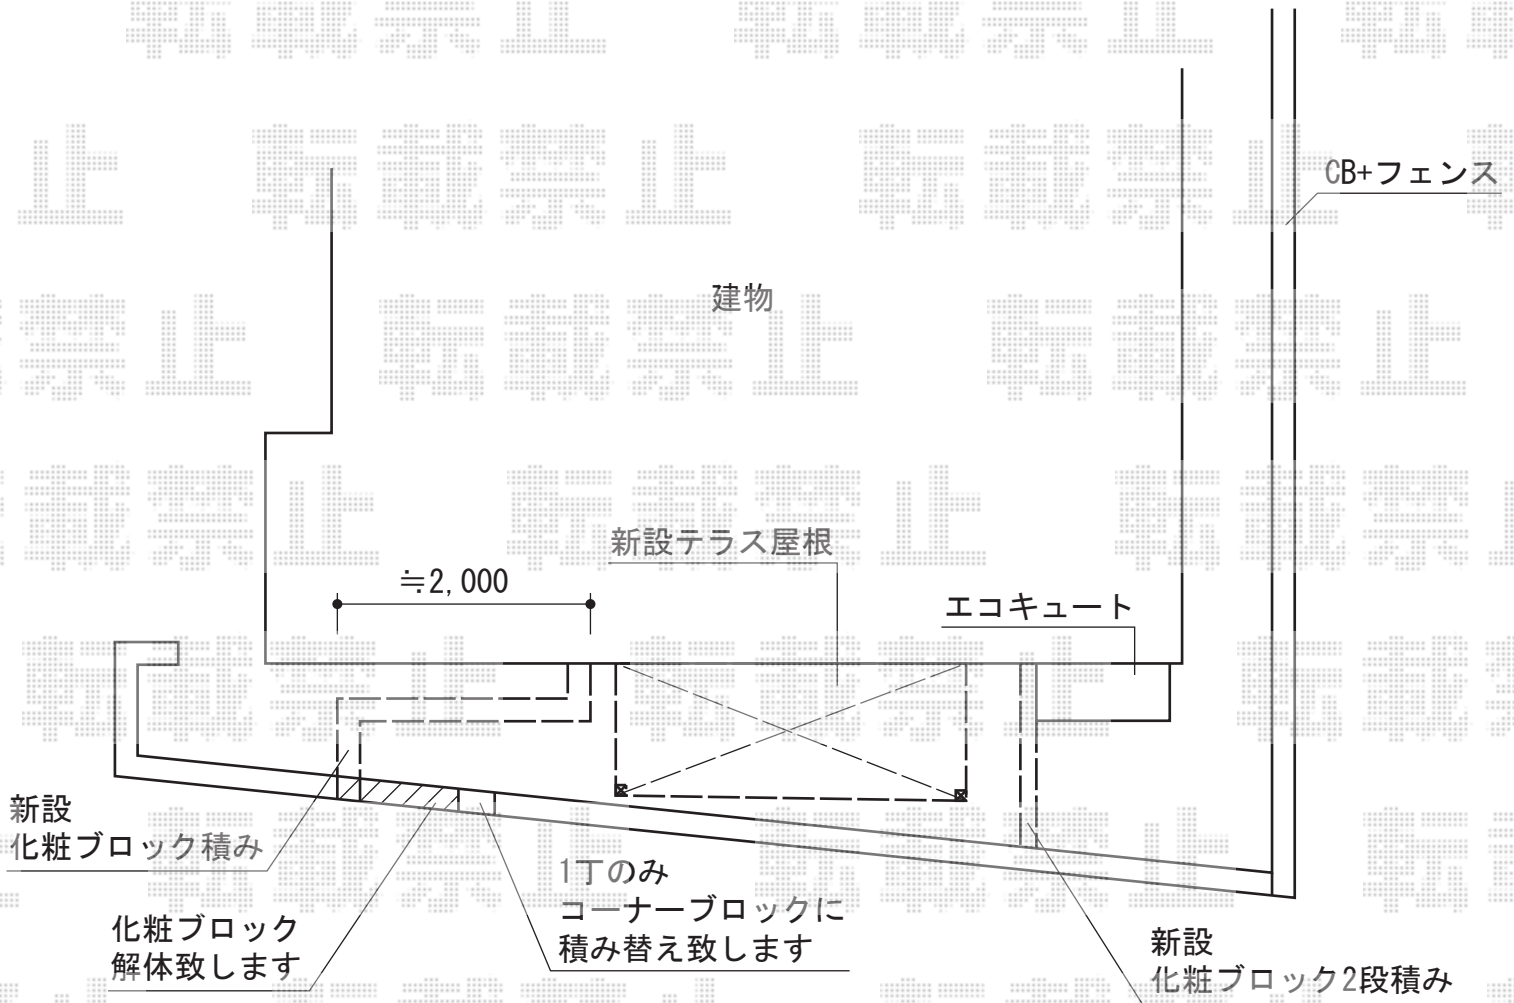 転載禁止
CB+フェンス
建物
新設テラス屋根
≒2,000
エコキュート
新設
化粧ブロック積み
1丁のみ
コーナーブロックに
積み替え致します
化粧ブロック
解体致します
新設
化粧ブロック2段積み